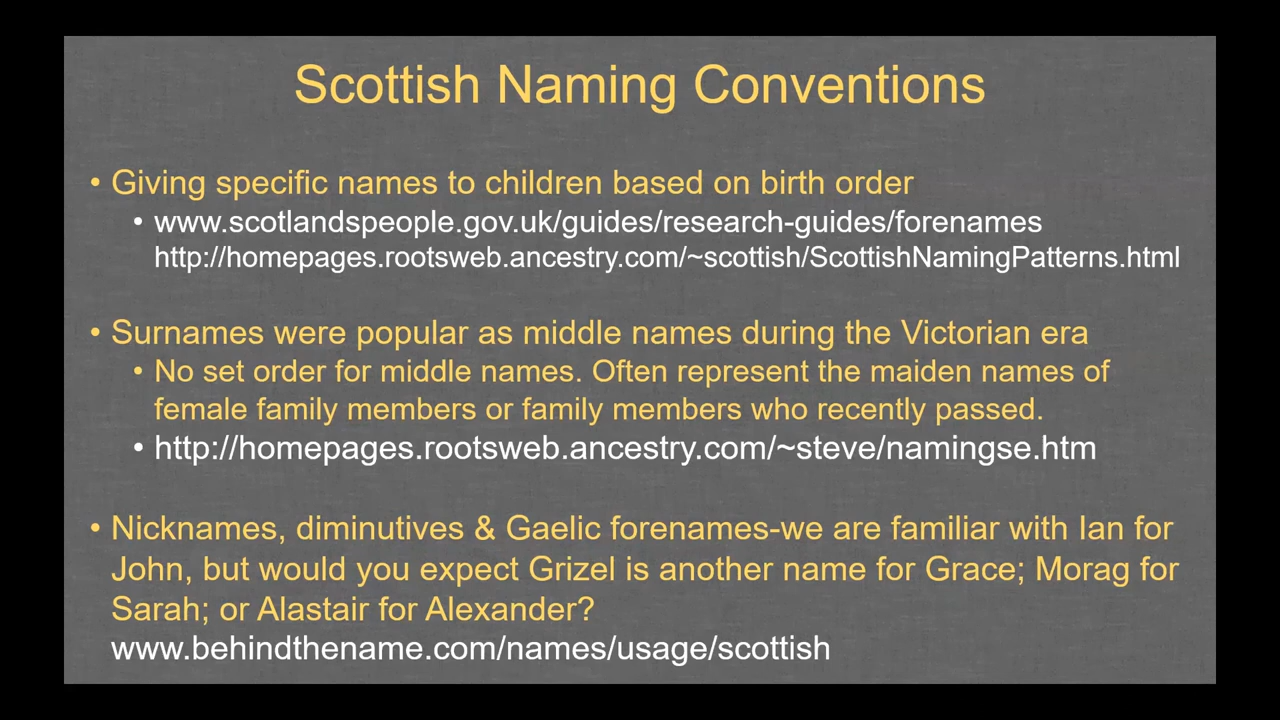 Scottish Naming Conventions
• Giving specific names to children based on birth order
• www.scotlandspeople.gov.uk/guides/research-guides/forenames
http://homepages.rootsweb.ancestry.com/~scottish/ScottishNamingPatterns.html
• Surnames were popular as middle names during the Victorian era
• No set order for middle names. Often represent the maiden names of
female family members or family members who recently passed.
• http://homepages.rootsweb.ancestry.com/~steve/namingse.htm
• Nicknames, diminutives & Gaelic forenames-we are familiar with Ian for
John, but would you expect Grizel is another name for Grace; Morag for
Sarah; or Alastair for Alexander?
www.behindthename.com/names/usage/scottish